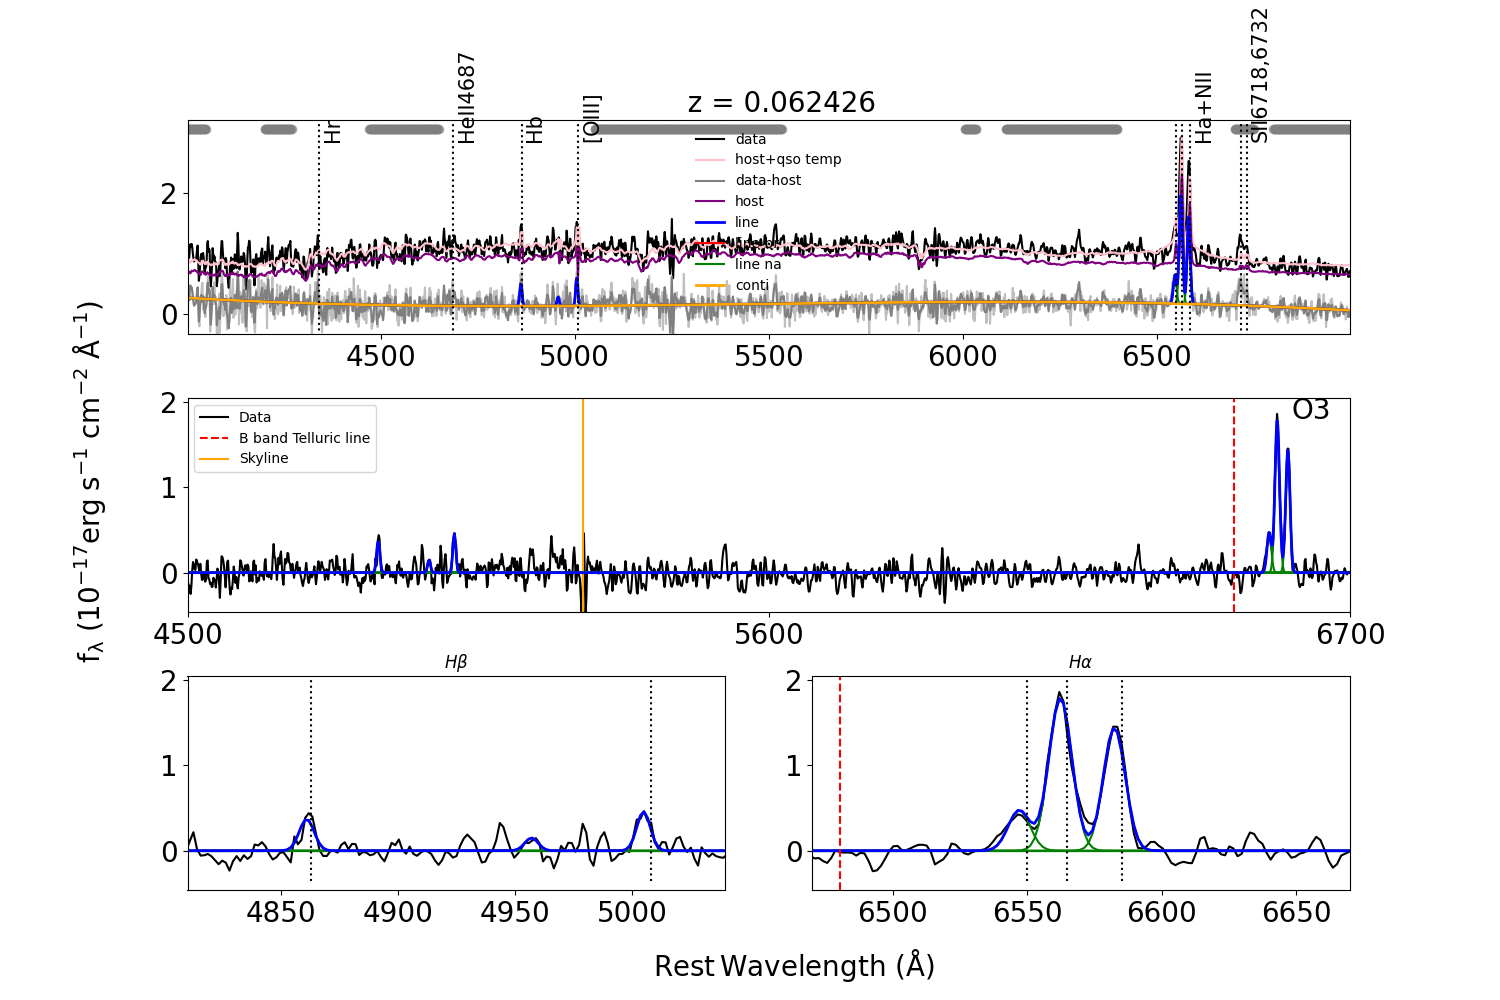 z = 0.062426
Hr
HeII4687
Hb
[OIII]
Ha+NII
SII6718,6732
data
host+qso temp
data-host
host
line
line na
conti
2
0
4500 5000 5500 6000 6500
fλ (10⁻¹⁷erg s⁻¹ cm⁻² Å⁻¹)
Data
B band Telluric line
Skyline
O3
2
1
0
4500 5600 6700
Hβ
2
1
0
4850 4900 4950 5000
Hα
2
1
0
6500 6550 6600 6650
Rest Wavelength (Å)